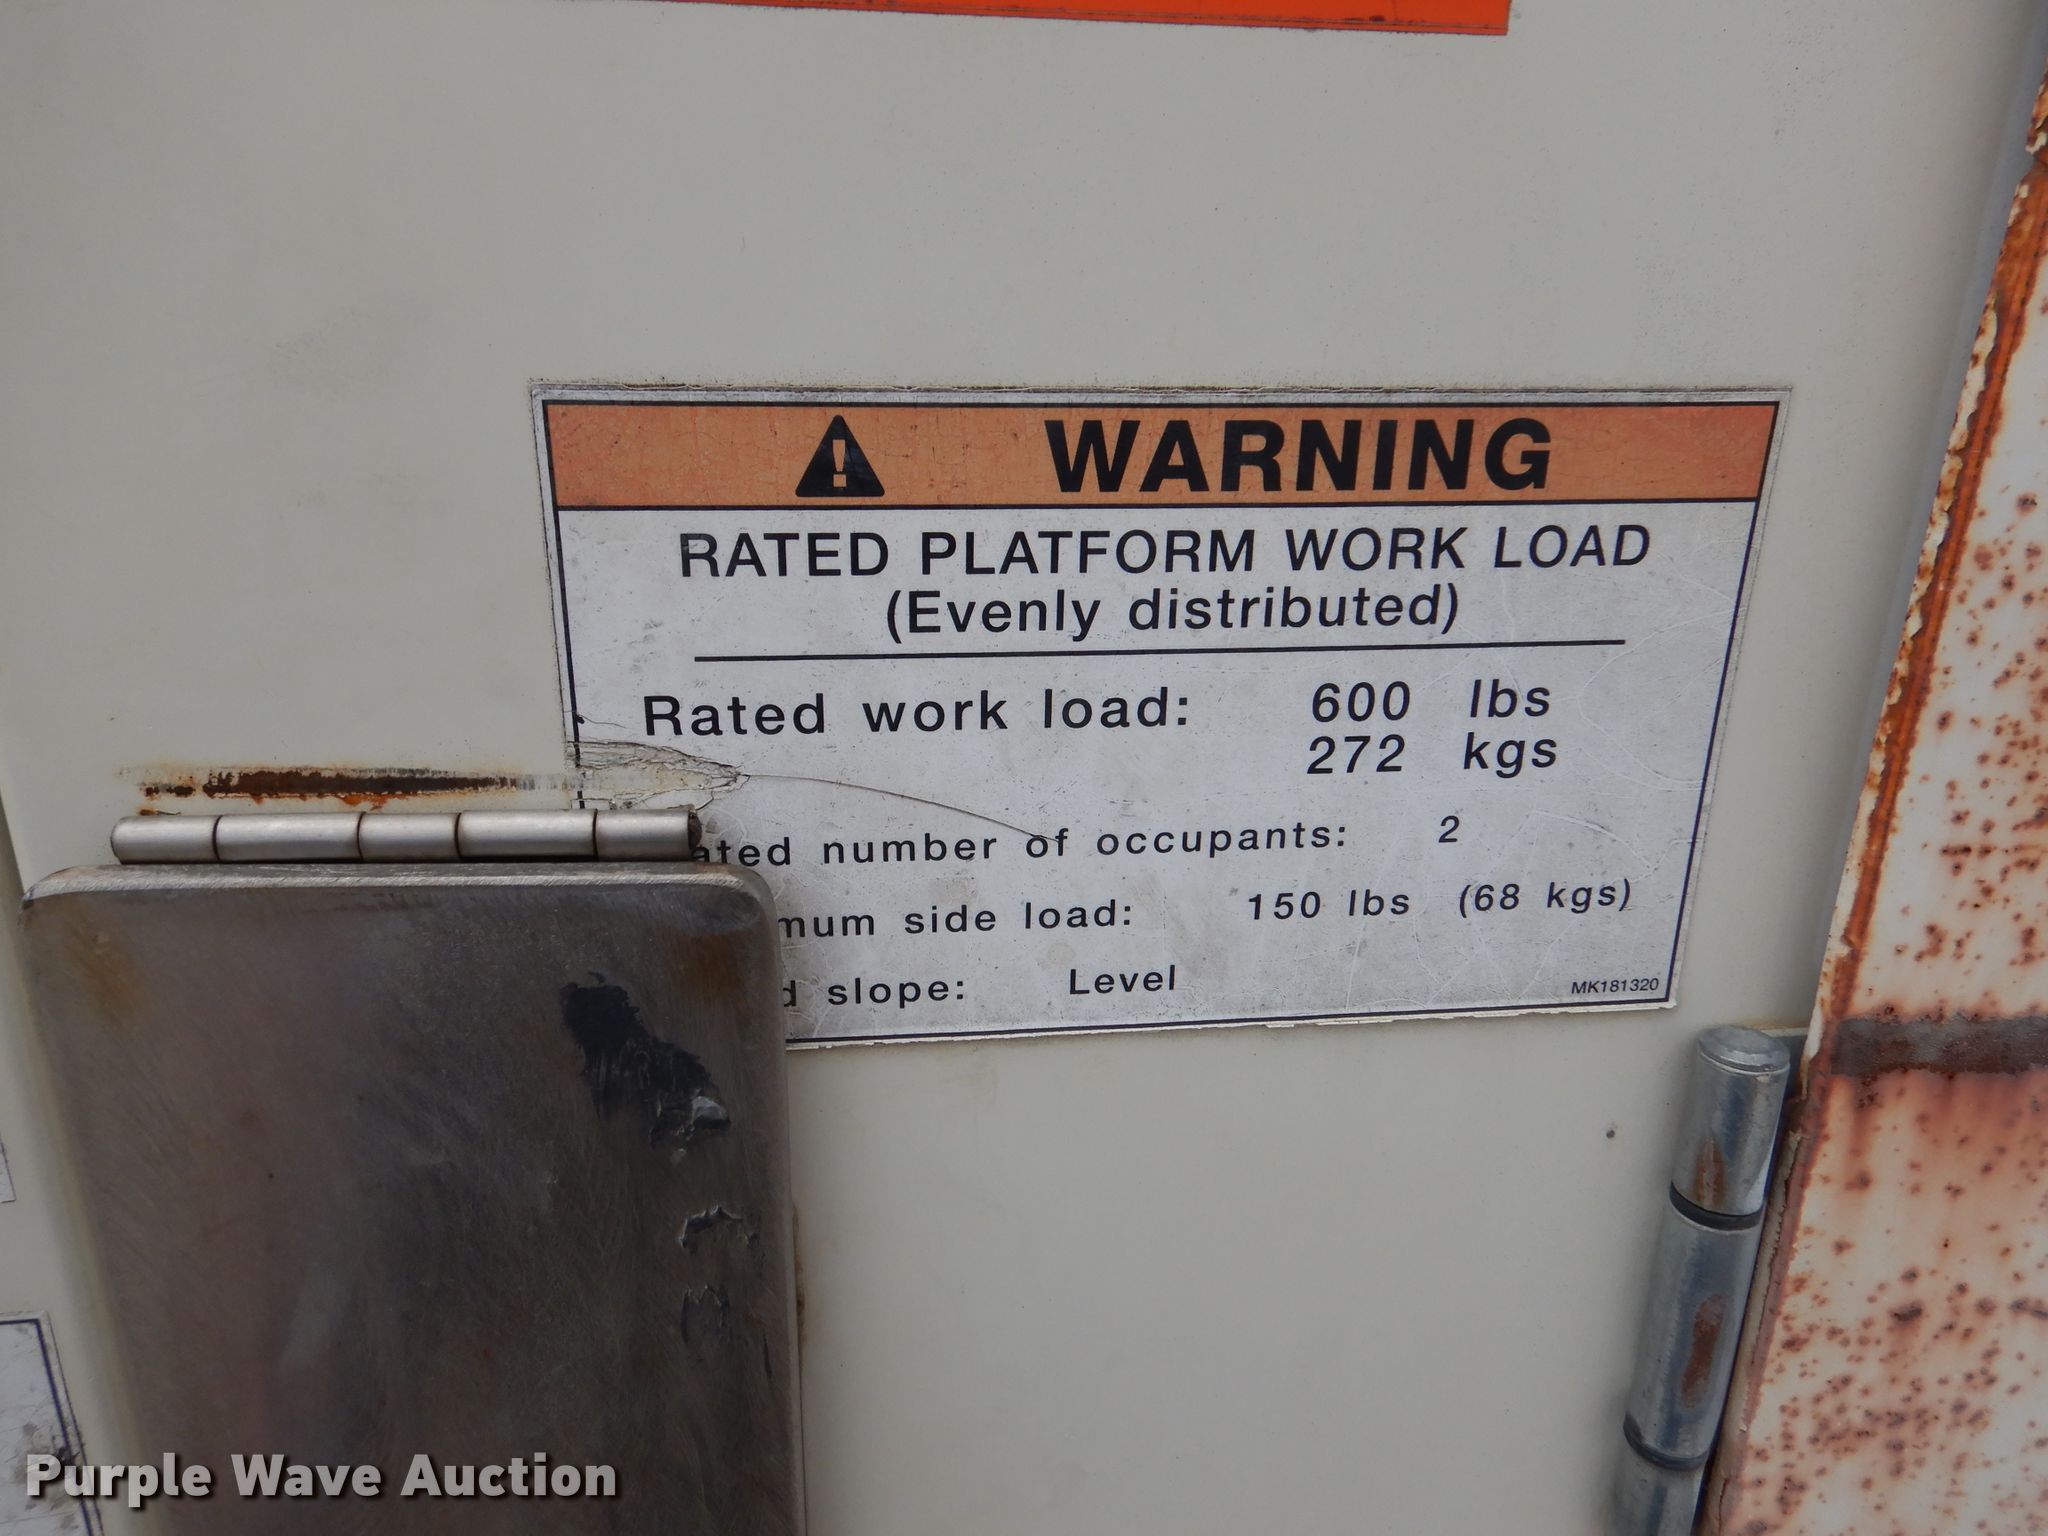 WARNING
RATED PLATFORM WORK LOAD
(Evenly distributed)
Rated work load: 600 lbs
272 kgs
ated number of occupants: 2
mum side load: 150 lbs (68 kgs)
d slope: Level
MK181320
Purple Wave Auction